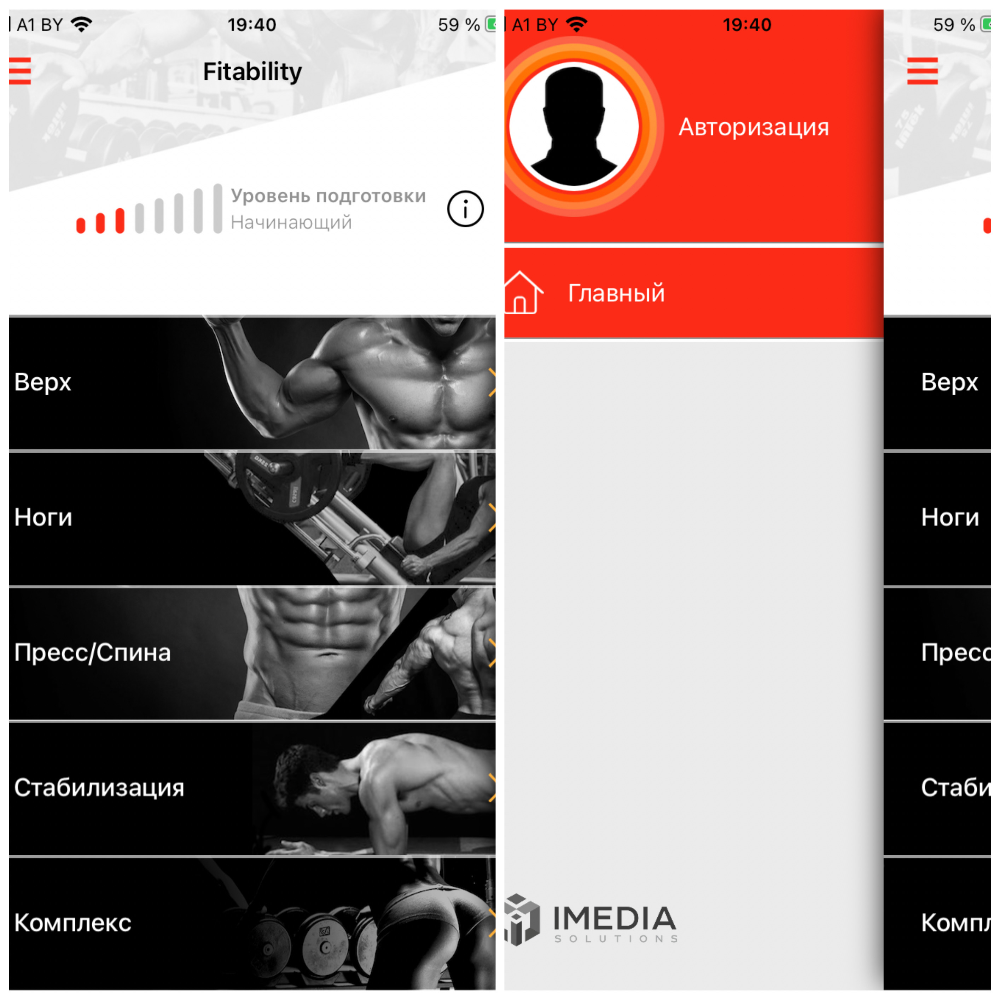 A1 BY 19:40 59 %
Fitability
Уровень подготовки
Начинающий
Верх
Ноги
Пресс/Спина
Стабилизация
Комплекс
A1 BY 19:40 59 %
Авторизация
Главный
IMEDIA
SOLUTIONS
Верх
Ноги
Пресс
Стаби
Компл